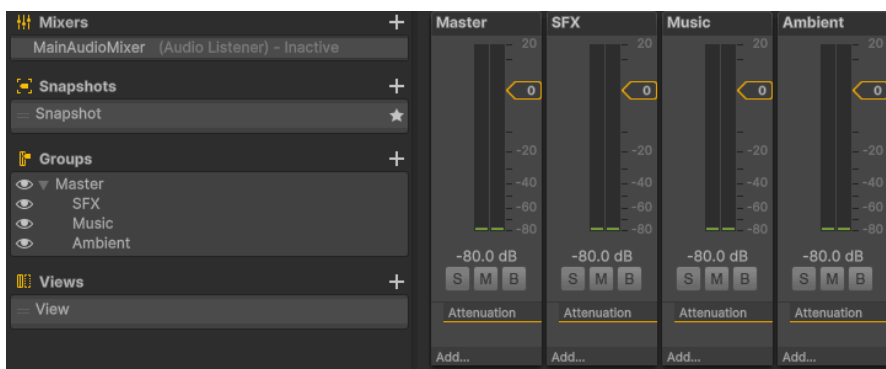 Mixers
MainAudioMixer (Audio Listener) - Inactive
Snapshots
Snapshot
Groups
Master
SFX
Music
Ambient
Views
View
Master SFX Music Ambient
20 20 20 20
0 0 0 0
-20 -20 -20 -20
-40 -40 -40 -40
-60 -60 -60 -60
-80 -80 -80 -80
-80.0 dB -80.0 dB -80.0 dB -80.0 dB
S M B S M B S M B S M B
Attenuation Attenuation Attenuation Attenuation
Add... Add... Add... Add...